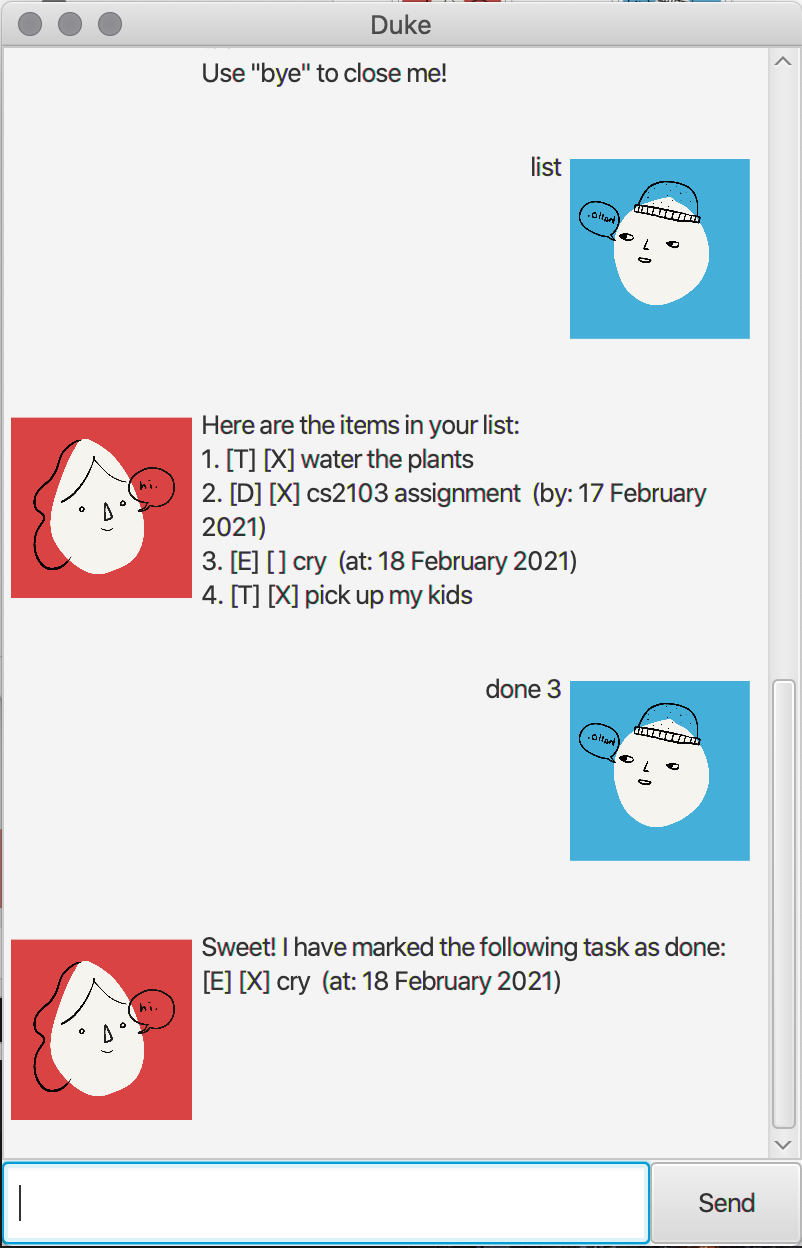 Duke
Use "bye" to close me!
list
Here are the items in your list:
1. [T] [X] water the plants
2. [D] [X] cs2103 assignment  (by: 17 February
2021)
3. [E] [ ] cry  (at: 18 February 2021)
4. [T] [X] pick up my kids
hi.
done 3
Sweet! I have marked the following task as done:
[E] [X] cry  (at: 18 February 2021)
hi.
Send